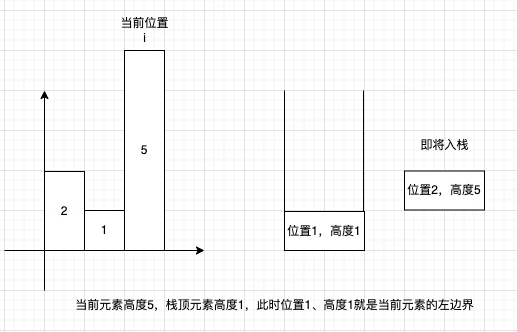 当前位置
i
5
2
1
即将入栈
位置2，高度5
位置1，高度1
当前元素高度5，栈顶元素高度1，此时位置1、高度1就是当前元素的左边界